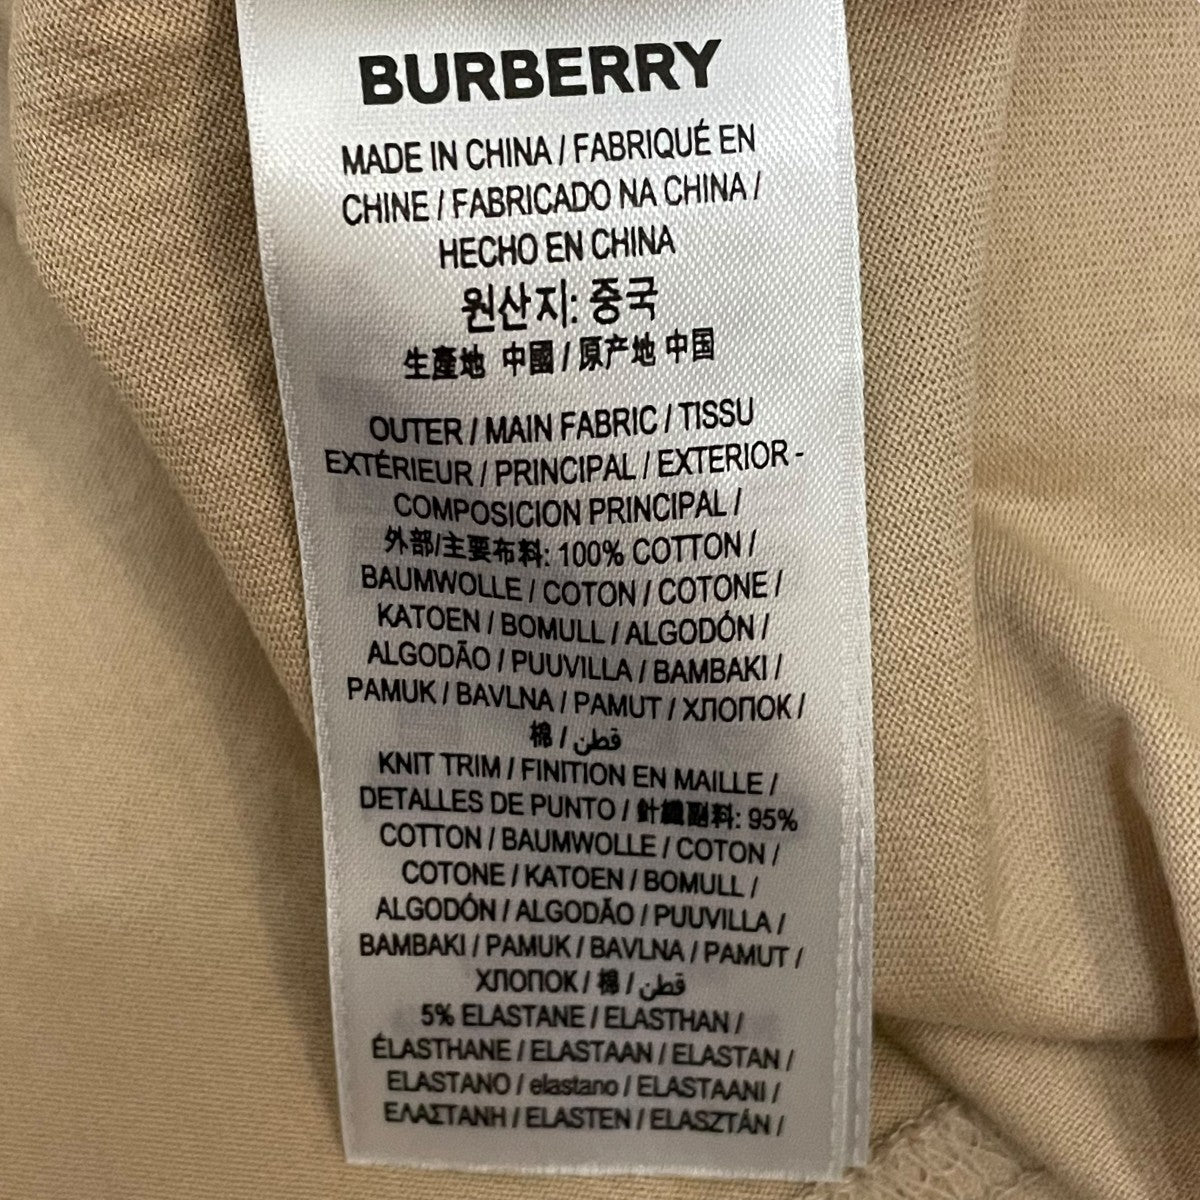 BURBERRY
MADE IN CHINA / FABRIQUÉ EN
CHINE / FABRICADO NA CHINA /
HECHO EN CHINA
원산지: 중국
生產地 中國 / 原产地 中国
OUTER / MAIN FABRIC / TISSU
EXTÉRIEUR / PRINCIPAL / EXTERIOR -
COMPOSICION PRINCIPAL /
外部/主要布料: 100% COTTON /
BAUMWOLLE / COTON / COTONE /
KATOEN / BOMULL / ALGODÓN /
ALGODÃO / PUUVILLA / BAMBAKI /
PAMUK / BAVLNA / PAMUT / ХЛОПОК /
棉 / قطن
KNIT TRIM / FINITION EN MAILLE /
DETALLES DE PUNTO / 針織副料: 95%
COTTON / BAUMWOLLE / COTON /
COTONE / KATOEN / BOMULL /
ALGODÓN / ALGODÃO / PUUVILLA /
BAMBAKI / PAMUK / BAVLNA / PAMUT /
ХЛОПОК / 棉 / قطن
5% ELASTANE / ELASTHAN /
ÉLASTHANE / ELASTAAN / ELASTAN /
ELASTANO / elastano / ELASTAANI /
ΕΛΑΣΤΑΝΗ / ELASTEN / ELASZTÁN /